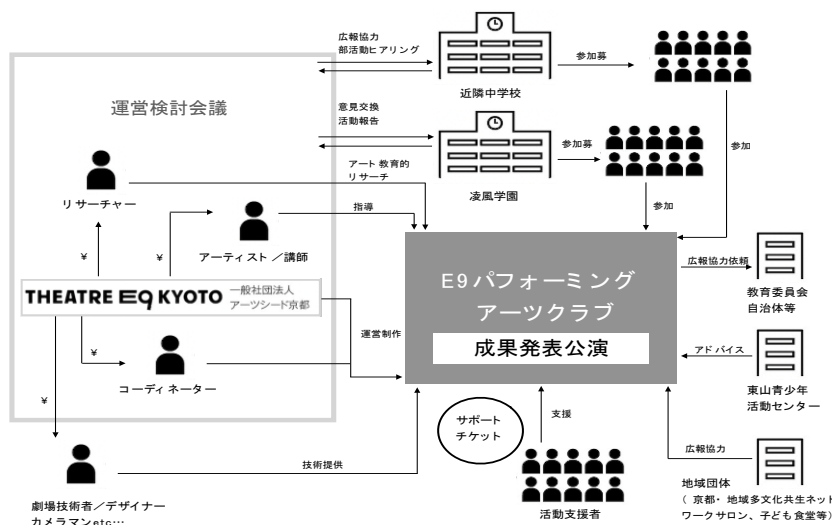 広報協力
部活動ヒアリング
近隣中学校
参加募
運営検討会議
意見交換
活動報告
参加
凌風学園
参加募
アート教育的
リサーチ
リサーチャー
指導
参加
アーティスト／講師
¥
¥
E9パフォーミング
アーツクラブ
成果発表公演
広報協力依頼
教育委員会
自治体等
THEATRE E9 KYOTO
一般社団法人
アーツシード京都
運営制作
¥
コーディネーター
アドバイス
東山青少年
活動センター
¥
サポート
チケット
支援
広報協力
技術提供
活動支援者
地域団体
（京都・地域多文化共生ネット
ワークサロン、子ども食堂等）
劇場技術者／デザイナー
カメラマンetc…